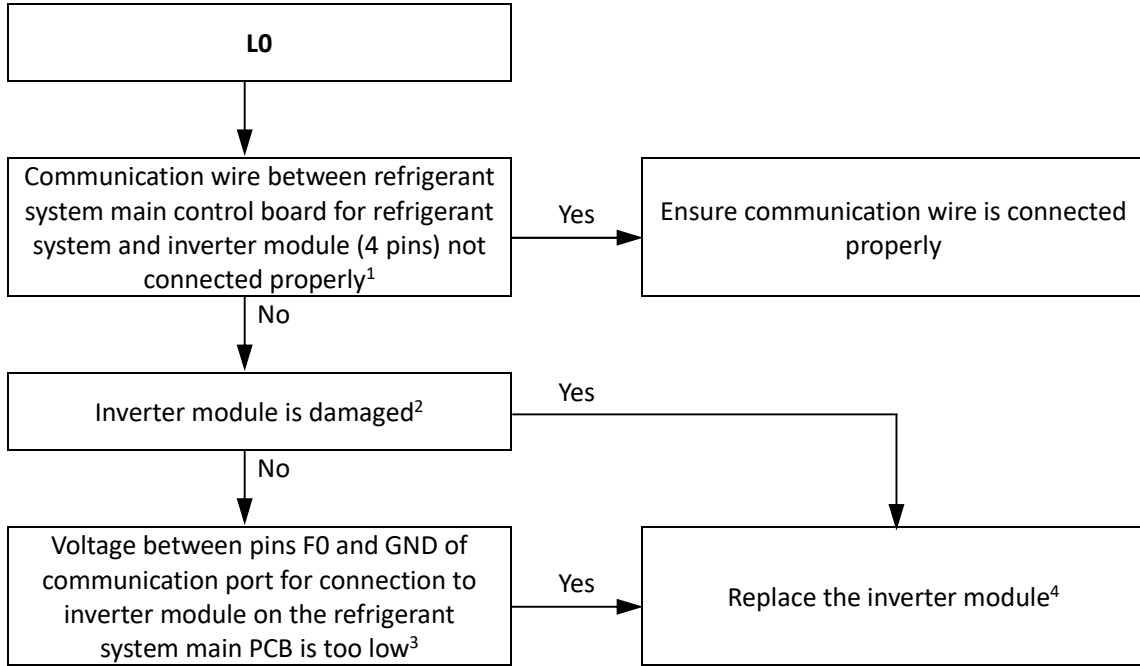 L0
Communication wire between refrigerant
system main control board for refrigerant
system and inverter module (4 pins) not
connected properly¹
Yes
Ensure communication wire is connected
properly
No
Inverter module is damaged²
Yes
No
Voltage between pins F0 and GND of
communication port for connection to
inverter module on the refrigerant
system main PCB is too low³
Yes
Replace the inverter module⁴